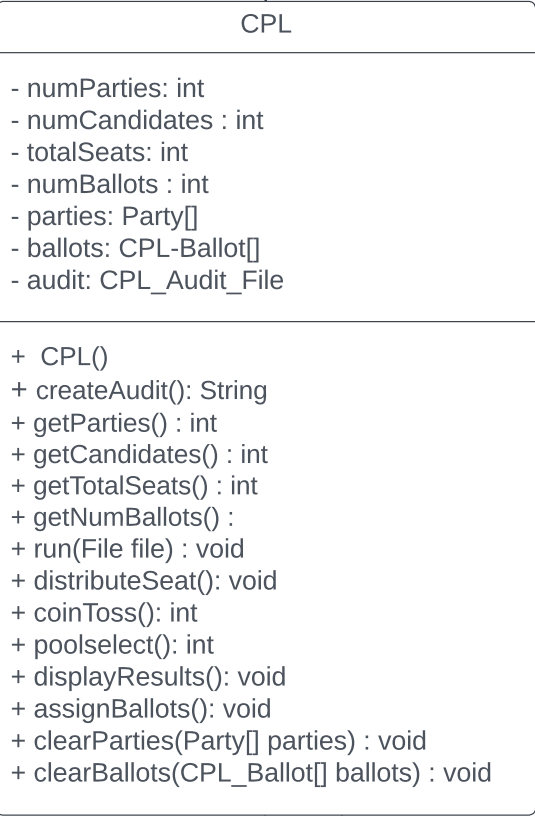 CPL
- numParties: int
- numCandidates : int
- totalSeats: int
- numBallots : int
- parties: Party[]
- ballots: CPL-Ballot[]
- audit: CPL_Audit_File
+ CPL()
+ createAudit(): String
+ getParties() : int
+ getCandidates() : int
+ getTotalSeats() : int
+ getNumBallots() :
+ run(File file) : void
+ distributeSeat(): void
+ coinToss(): int
+ poolselect(): int
+ displayResults(): void
+ assignBallots(): void
+ clearParties(Party[] parties) : void
+ clearBallots(CPL_Ballot[] ballots) : void